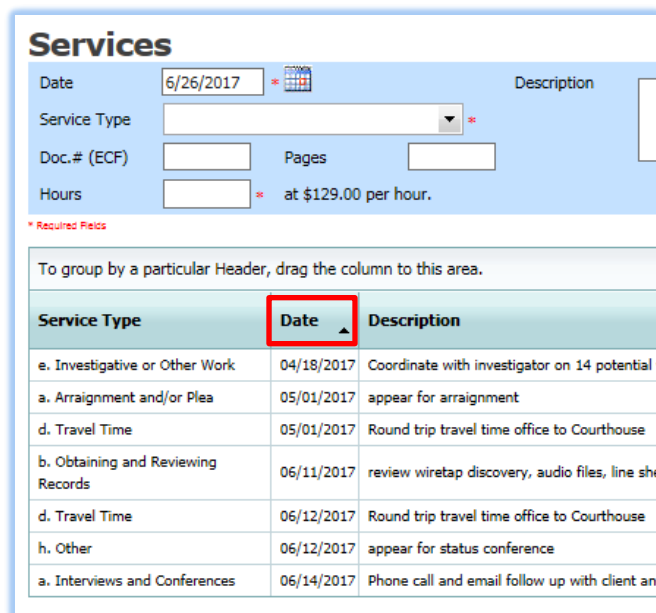 Services
Date 6/26/2017 * Description
Service Type *
Doc.# (ECF) Pages
Hours * at $129.00 per hour.
* Required Fields
To group by a particular Header, drag the column to this area.
Service Type Date Description
e. Investigative or Other Work 04/18/2017 Coordinate with investigator on 14 potential
a. Arraignment and/or Plea 05/01/2017 appear for arraignment
d. Travel Time 05/01/2017 Round trip travel time office to Courthouse
b. Obtaining and Reviewing
Records 06/11/2017 review wiretap discovery, audio files, line she
d. Travel Time 06/12/2017 Round trip travel time office to Courthouse
h. Other 06/12/2017 appear for status conference
a. Interviews and Conferences 06/14/2017 Phone call and email follow up with client an